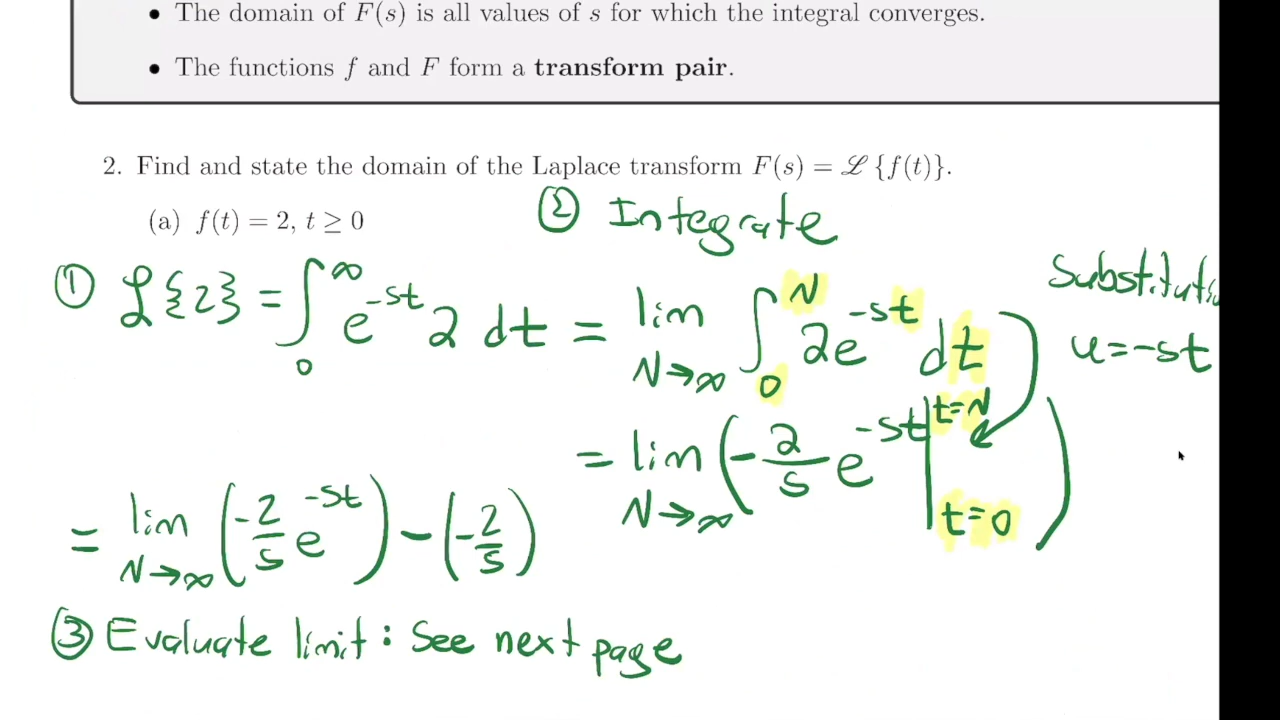 • The domain of F(s) is all values of s for which the integral converges.
• The functions f and F form a transform pair.
2. Find and state the domain of the Laplace transform F(s) = ℒ {f(t)}.
(a) f(t) = 2, t ≥ 0
② Integrate
① ℒ{2} = ∫₀^∞ e^{-st} 2 dt = lim_{N→∞} ∫₀^N 2e^{-st} dt
Substitutio
u=-st
= lim_{N→∞} (-2/s e^{-st} |_{t=0}^{t=N})
= lim_{N→∞} (-2/s e^{-st}) - (-2/s)
③ Evaluate limit: See next page